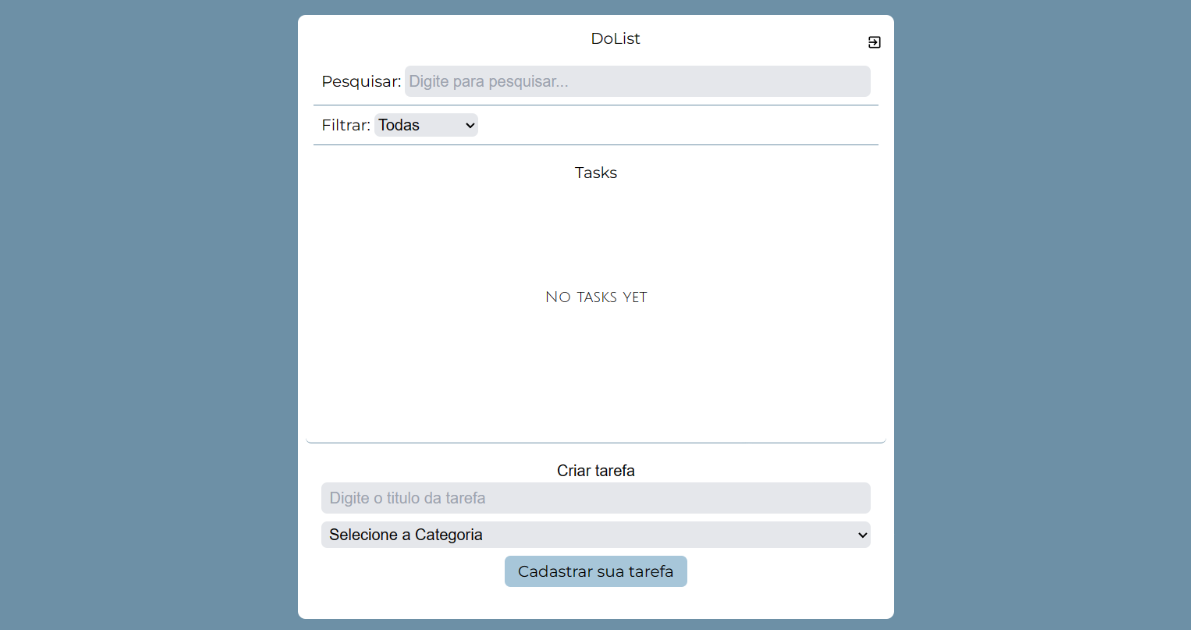 DoList
Pesquisar: Digite para pesquisar...
Filtrar: Todas
Tasks
No tasks yet
Criar tarefa
Digite o titulo da tarefa
Selecione a Categoria
Cadastrar sua tarefa